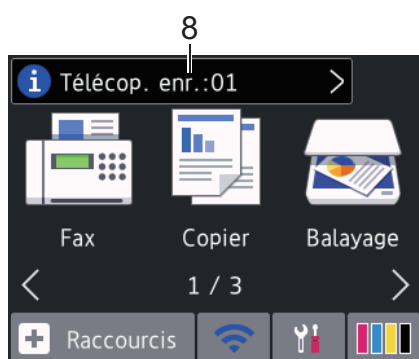 8
i Télécop. enr.:01 >
Fax Copier Balayage
< 1 / 3 >
+ Raccourcis